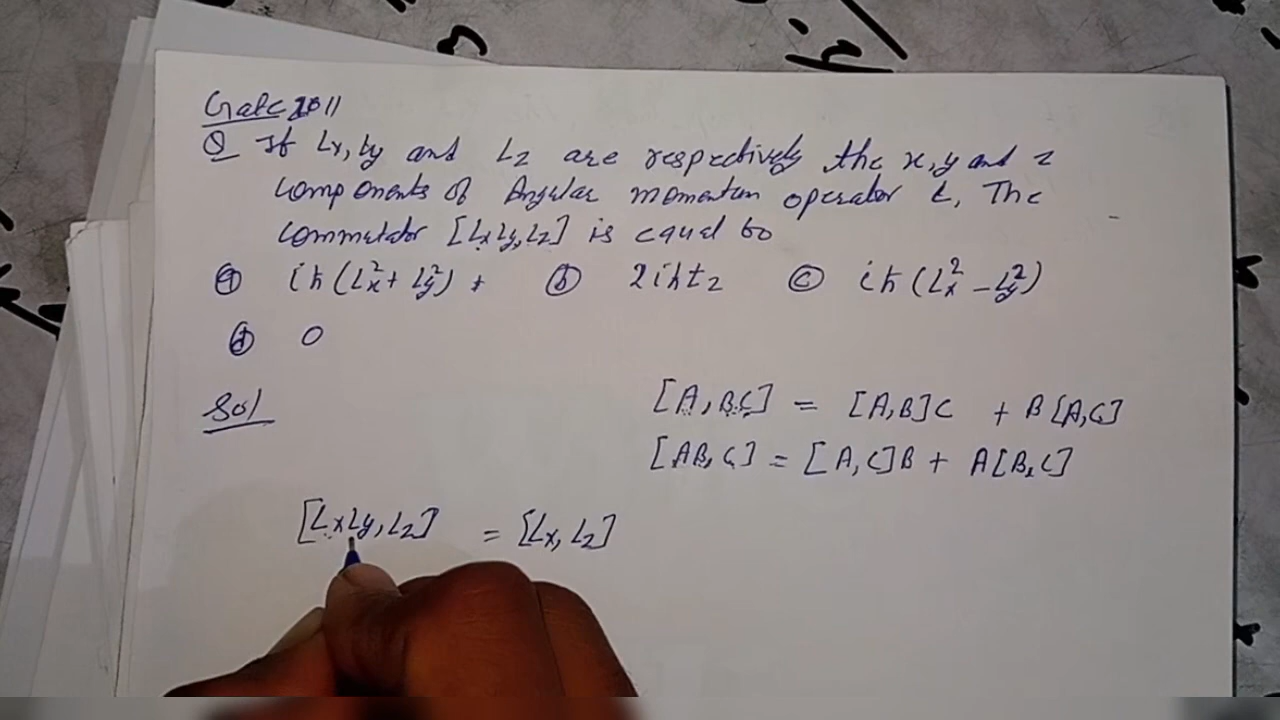 Gate 2011
Q If Lx, Ly and Lz are respectively the x, y and z
components of Angular momentum operator L, The
commutator [LxLy, Lz] is equal to
ⓐ iħ(Lx² + Ly²) ⓑ 2iħLz ⓒ iħ(Lx² - Ly²)
ⓓ 0
Sol
[A, BC] = [A, B]C + B[A, C]
[AB, C] = [A, C]B + A[B, C]
[LxLy, Lz] = [Lx, Lz]